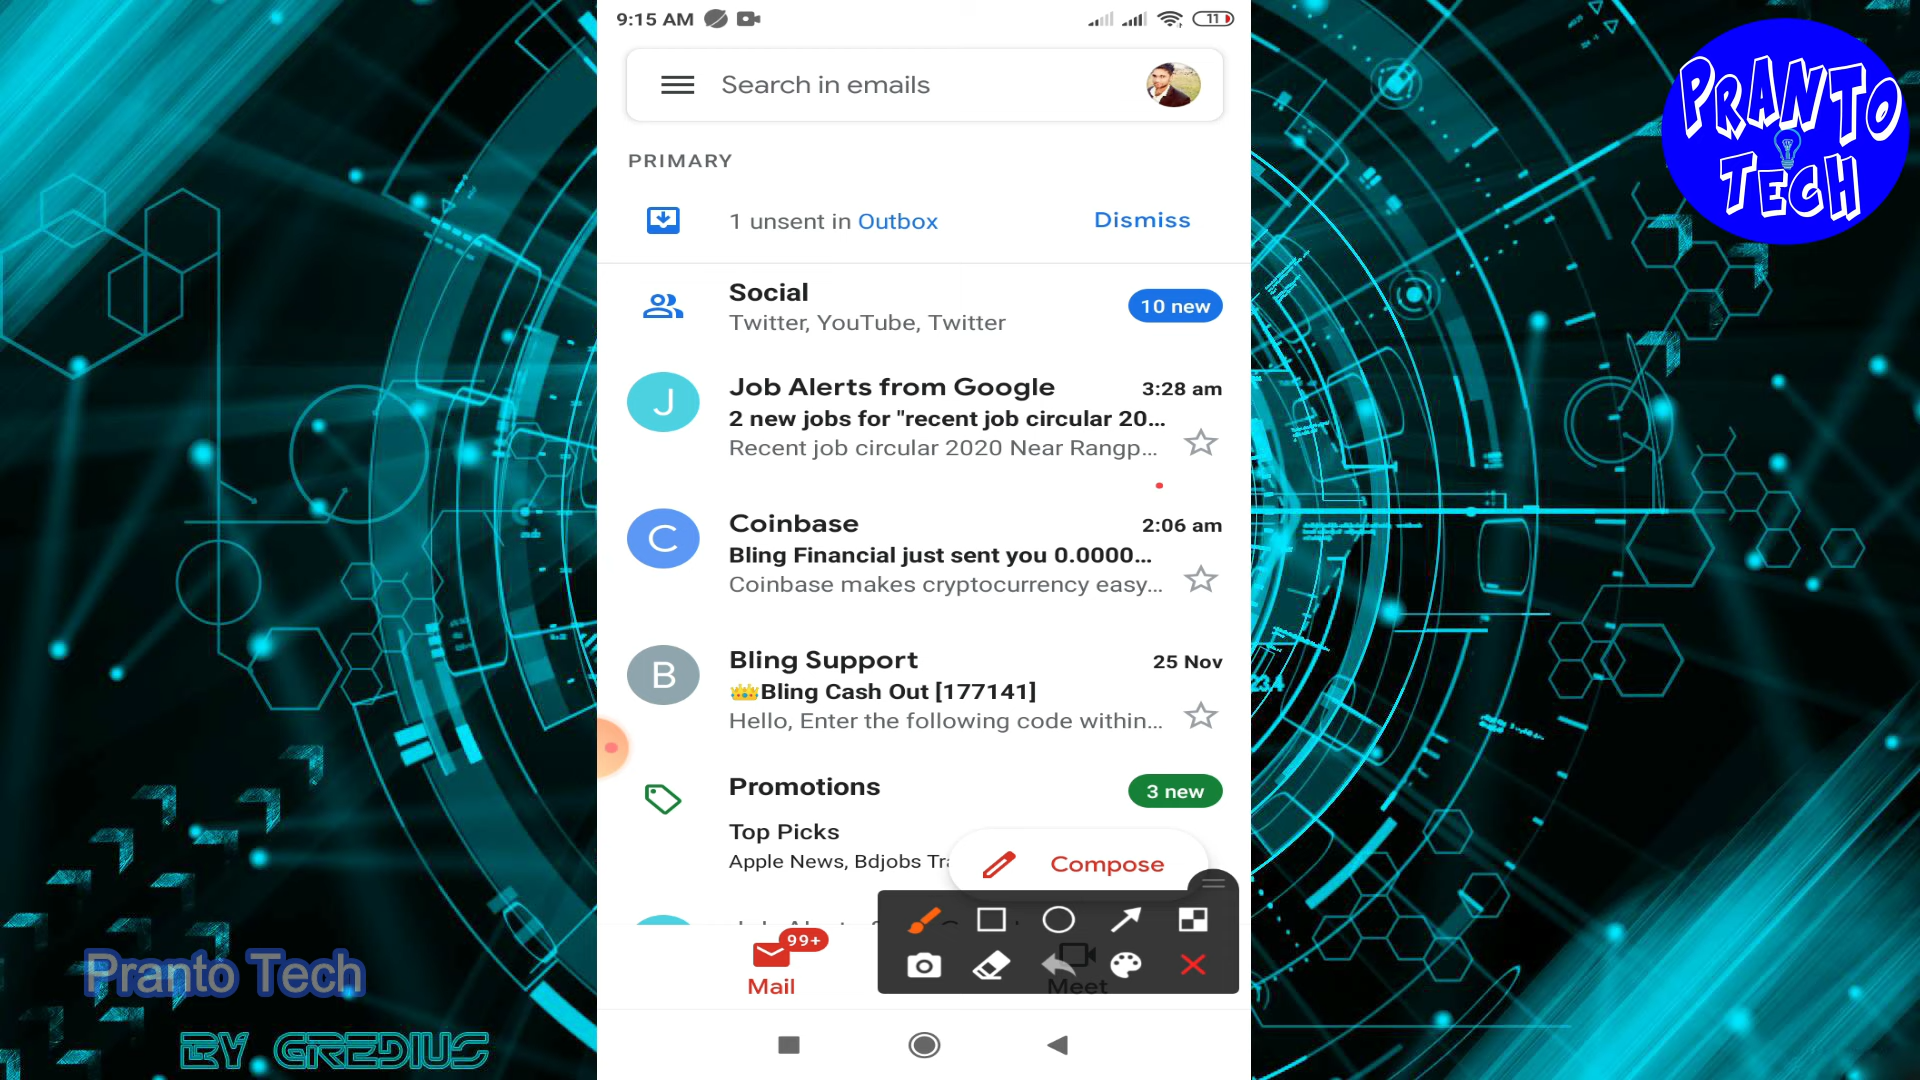 9:15 AM
11
Search in emails
PRANTO
TECH
PRIMARY
1 unsent in Outbox
Dismiss
Social
10 new
Twitter, YouTube, Twitter
J
Job Alerts from Google
3:28 am
2 new jobs for "recent job circular 20...
Recent job circular 2020 Near Rangp...
C
Coinbase
2:06 am
Bling Financial just sent you 0.0000...
Coinbase makes cryptocurrency easy...
B
Bling Support
25 Nov
👑Bling Cash Out [177141]
Hello, Enter the following code within...
Promotions
3 new
Top Picks
Apple News, Bdjobs Tr
Compose
99+
Mail
Meet
Pranto Tech
BY GREDIUS